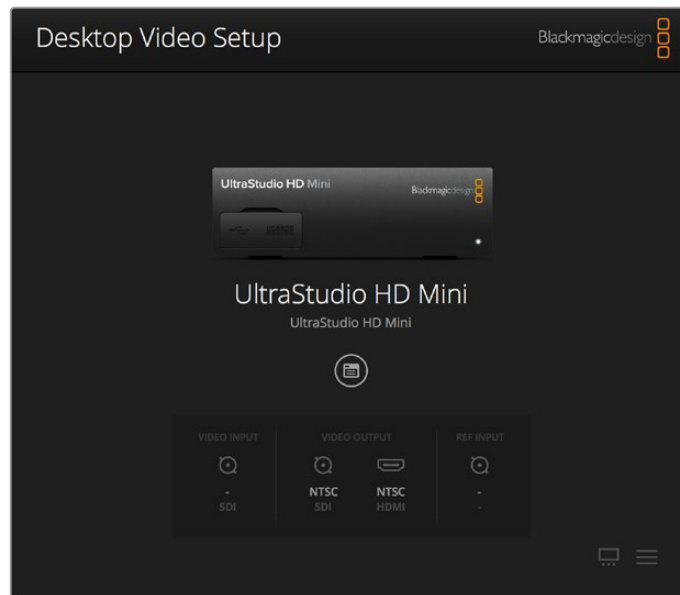 Desktop Video Setup
Blackmagicdesign
UltraStudio HD Mini
Blackmagicdesign
UltraStudio HD Mini
UltraStudio HD Mini
VIDEO INPUT VIDEO OUTPUT REF INPUT
- NTSC NTSC -
SDI SDI HDMI -